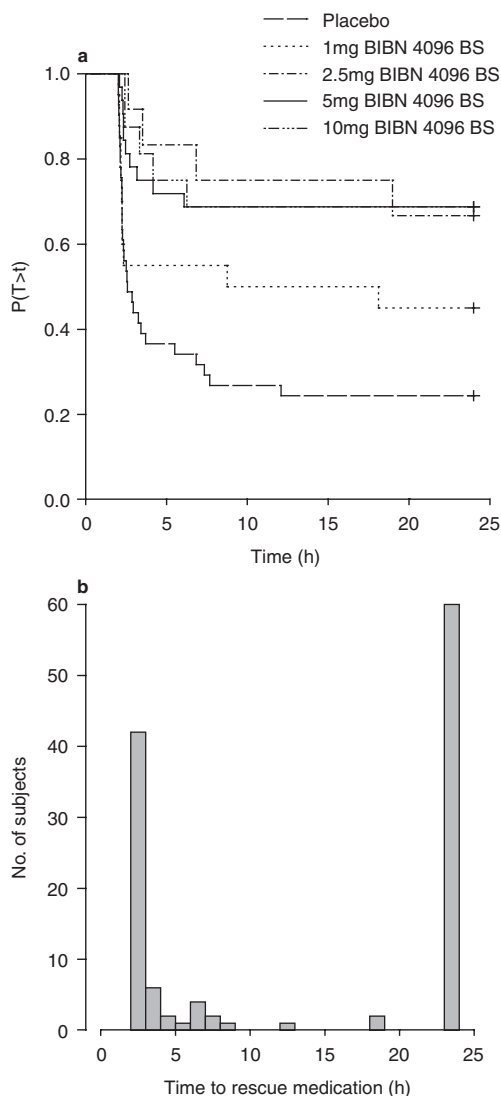 Placebo
1mg BIBN 4096 BS
2.5mg BIBN 4096 BS
5mg BIBN 4096 BS
10mg BIBN 4096 BS
a
1.0
0.8
0.6
0.4
0.2
0.0
P(T>t)
0 5 10 15 20 25
Time (h)
b
60
50
40
30
20
10
0
No. of subjects
0 5 10 15 20 25
Time to rescue medication (h)